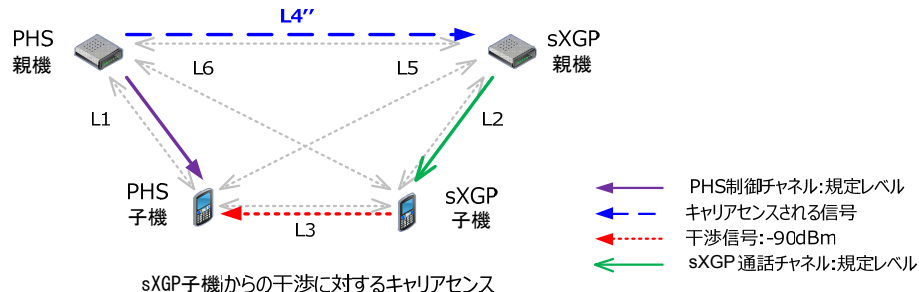 L4’’
PHS
親機
sXGP
親機
L6
L5
L1
L2
PHS
子機
sXGP
子機
L3
PHS制御チャネル:規定レベル
キャリアセンスされる信号
干渉信号:-90dBm
sXGP通話チャネル:規定レベル
sXGP子機からの干渉に対するキャリアセンス